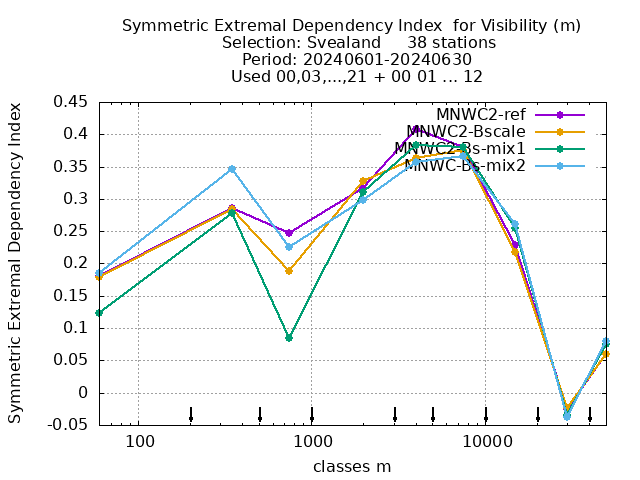 Symmetric Extremal Dependency Index  for Visibility (m)
Selection: Svealand     38 stations
Period: 20240601-20240630
Used 00,03,...,21 + 00 01 ... 12
Symmetric Extremal Dependency Index
0.45
0.4
0.35
0.3
0.25
0.2
0.15
0.1
0.05
0
-0.05
MNWC2-ref
MNWC2-Bscale
MNWC2-Bs-mix1
MNWC-Bs-mix2
100
1000
10000
classes m